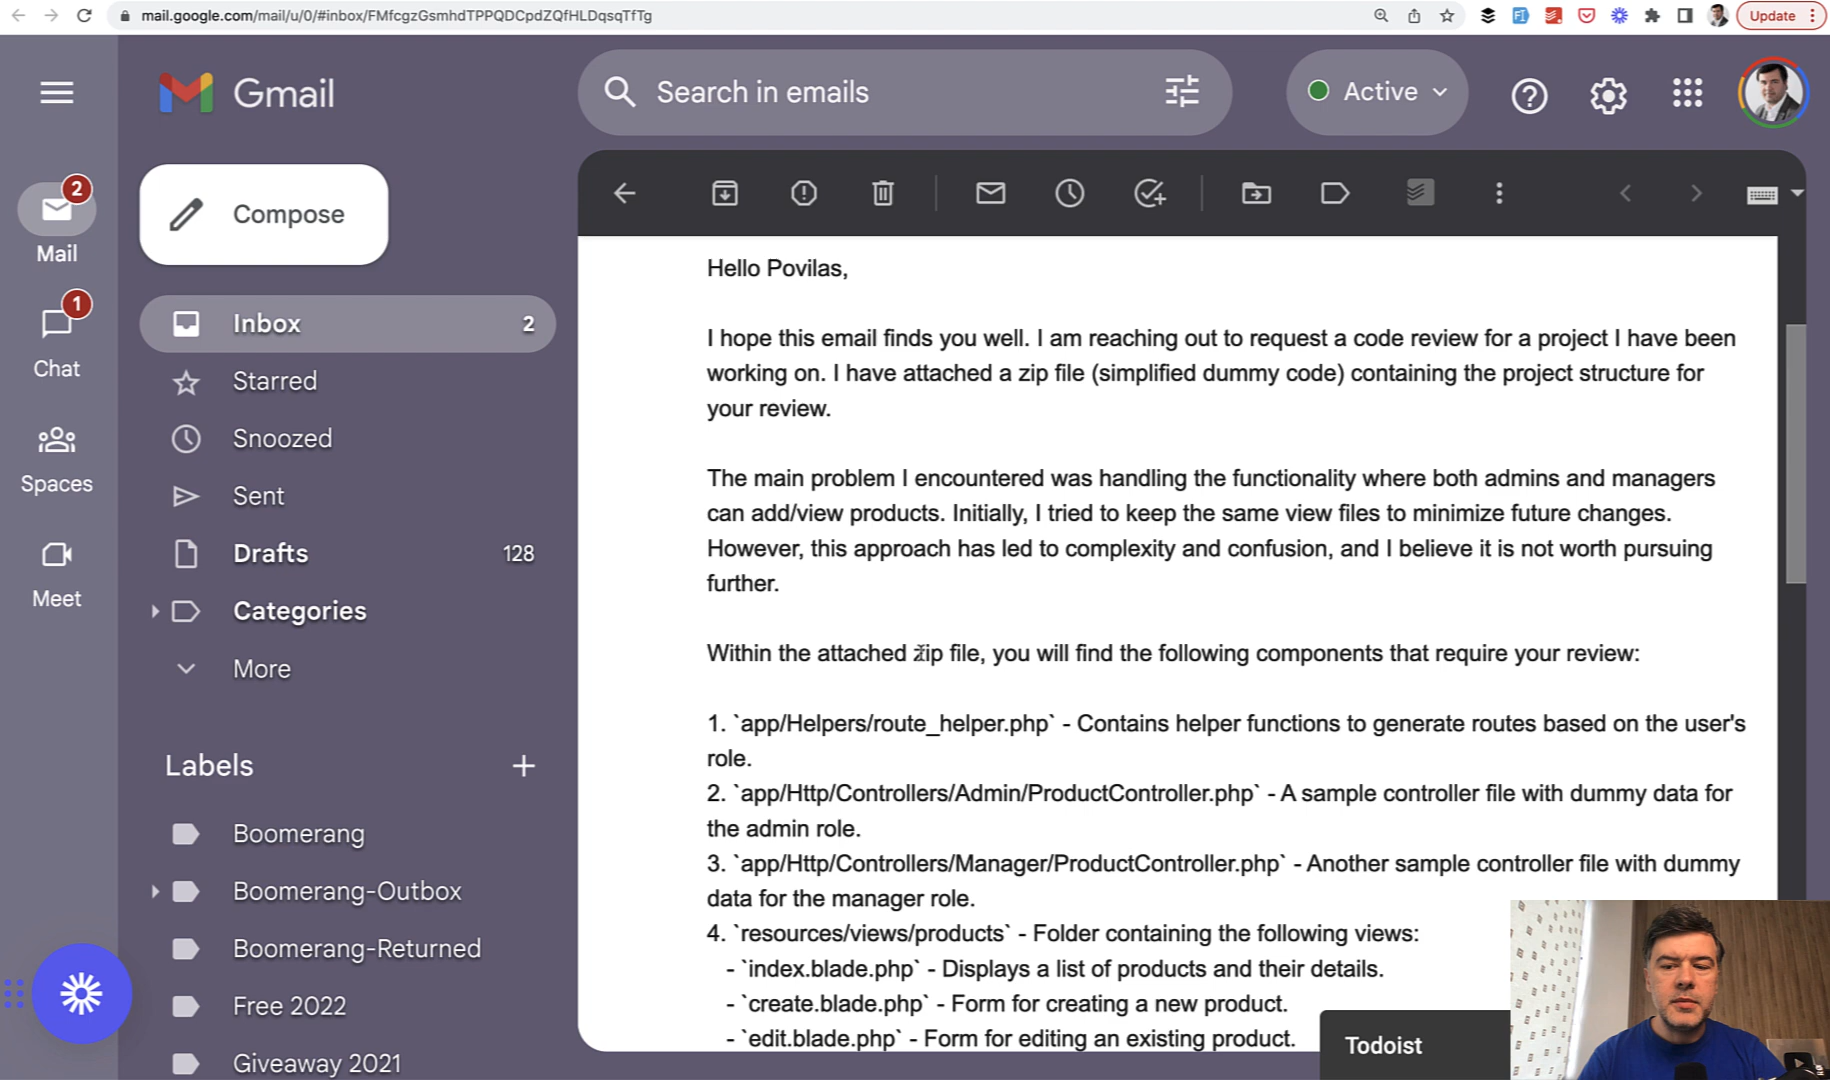 mail.google.com/mail/u/0/#inbox/FMfcgzGsmhdTPPQDCpdZQfHLDqsqTfTg
Update
Gmail
Search in emails
Active
2
Mail
1
Chat
Spaces
Meet
Compose
Inbox 2
Starred
Snoozed
Sent
Drafts 128
Categories
More
Labels
Boomerang
Boomerang-Outbox
Boomerang-Returned
Free 2022
Giveaway 2021
Hello Povilas,
I hope this email finds you well. I am reaching out to request a code review for a project I have been
working on. I have attached a zip file (simplified dummy code) containing the project structure for
your review.
The main problem I encountered was handling the functionality where both admins and managers
can add/view products. Initially, I tried to keep the same view files to minimize future changes.
However, this approach has led to complexity and confusion, and I believe it is not worth pursuing
further.
Within the attached zip file, you will find the following components that require your review:
1. `app/Helpers/route_helper.php` - Contains helper functions to generate routes based on the user's
role.
2. `app/Http/Controllers/Admin/ProductController.php` - A sample controller file with dummy data for
the admin role.
3. `app/Http/Controllers/Manager/ProductController.php` - Another sample controller file with dummy
data for the manager role.
4. `resources/views/products` - Folder containing the following views:
- `index.blade.php` - Displays a list of products and their details.
- `create.blade.php` - Form for creating a new product.
- `edit.blade.php` - Form for editing an existing product.
Todoist